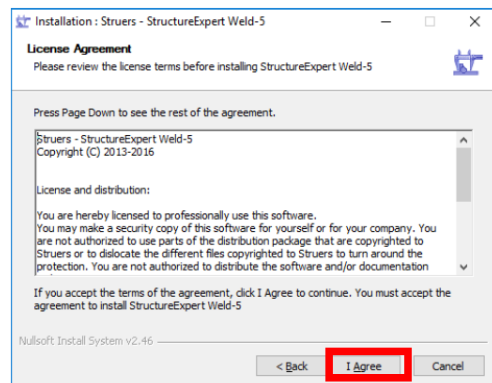 Installation : Struers - StructureExpert Weld-5
License Agreement
Please review the license terms before installing StructureExpert Weld-5
Press Page Down to see the rest of the agreement.
Struers - StructureExpert Weld-5
Copyright (C) 2013-2016
License and distribution:
You are hereby licensed to professionally use this software.
You may make a security copy of this software for yourself or for your company. You
are not authorized to use parts of the distribution package that are copyrighted to
Struers or to dislocate the different files copyrighted to Struers to turn around the
protection. You are not authorized to distribute the software and/or documentation
If you accept the terms of the agreement, click I Agree to continue. You must accept the
agreement to install StructureExpert Weld-5
Nullsoft Install System v2.46
< Back
I Agree
Cancel